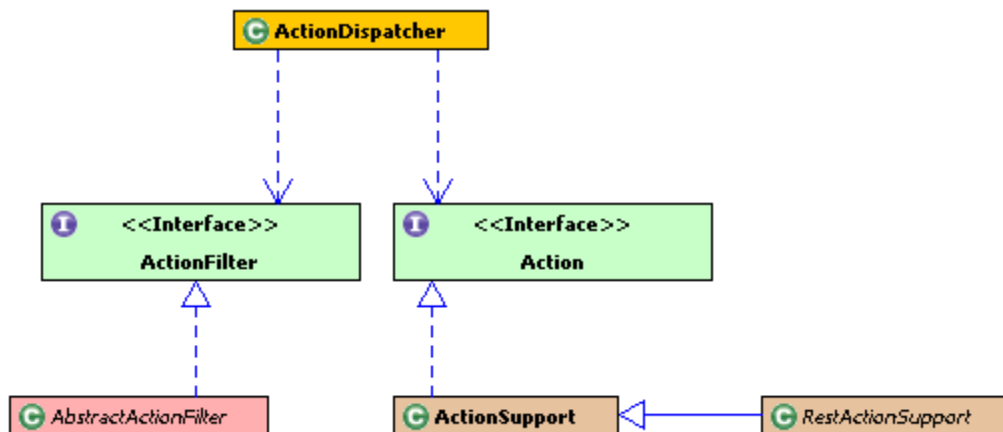 C ActionDispatcher
I <<Interface>>
ActionFilter
I <<Interface>>
Action
C AbstractActionFilter
C ActionSupport
C RestActionSupport